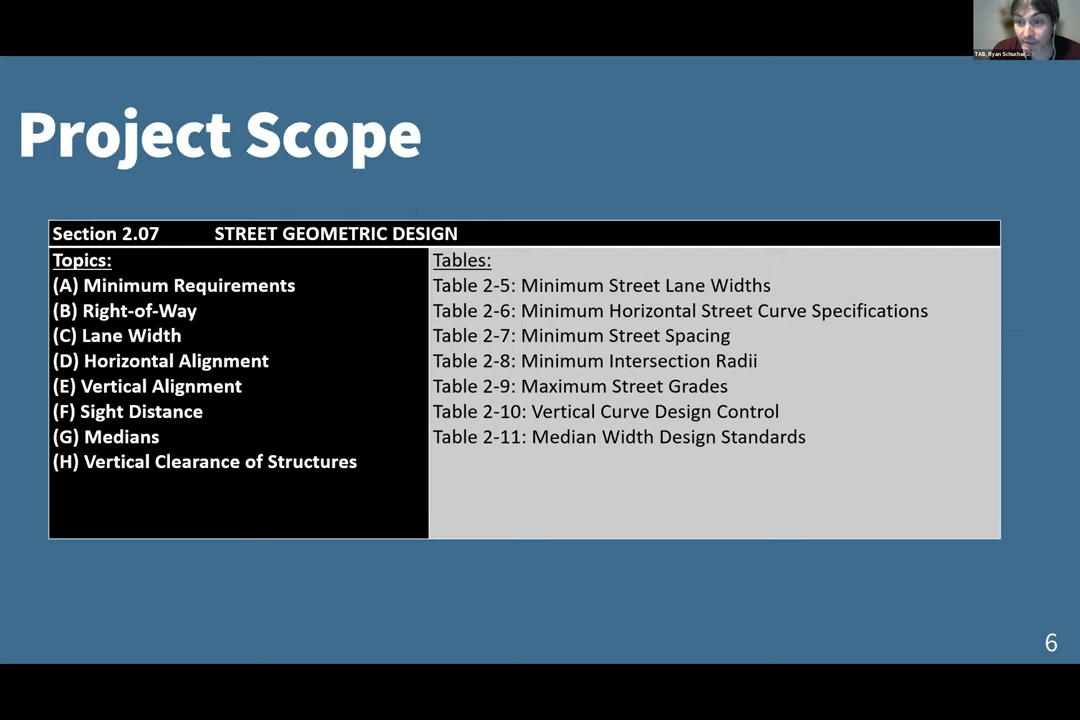 TAB, Ryan Schuchar...
Project Scope
Section 2.07 STREET GEOMETRIC DESIGN
Topics:
(A) Minimum Requirements
(B) Right-of-Way
(C) Lane Width
(D) Horizontal Alignment
(E) Vertical Alignment
(F) Sight Distance
(G) Medians
(H) Vertical Clearance of Structures
Tables:
Table 2-5: Minimum Street Lane Widths
Table 2-6: Minimum Horizontal Street Curve Specifications
Table 2-7: Minimum Street Spacing
Table 2-8: Minimum Intersection Radii
Table 2-9: Maximum Street Grades
Table 2-10: Vertical Curve Design Control
Table 2-11: Median Width Design Standards
6